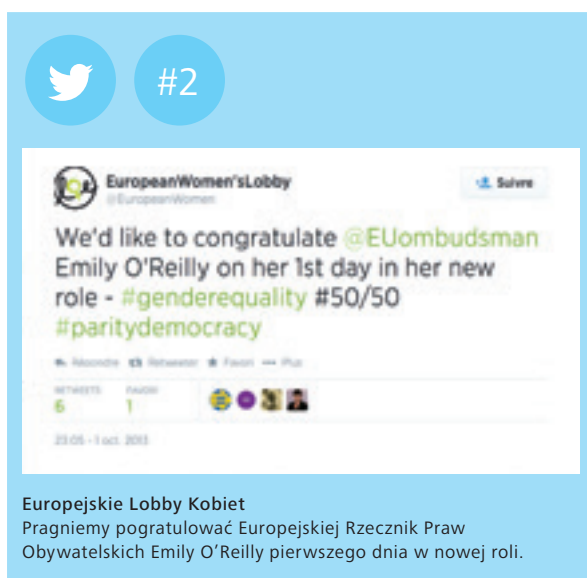 #2
EuropeanWomen'sLobby
@EuropeanWomen
Suivre
We'd like to congratulate @EUombudsman
Emily O'Reilly on her 1st day in her new
role - #genderequality #50/50
#paritydemocracy
Répondre Retweeter Favori Plus
RETWEETS FAVORI
6 1
23:05 - 1 oct. 2013
Europejskie Lobby Kobiet
Pragniemy pogratulować Europejskiej Rzecznik Praw
Obywatelskich Emily O’Reilly pierwszego dnia w nowej roli.